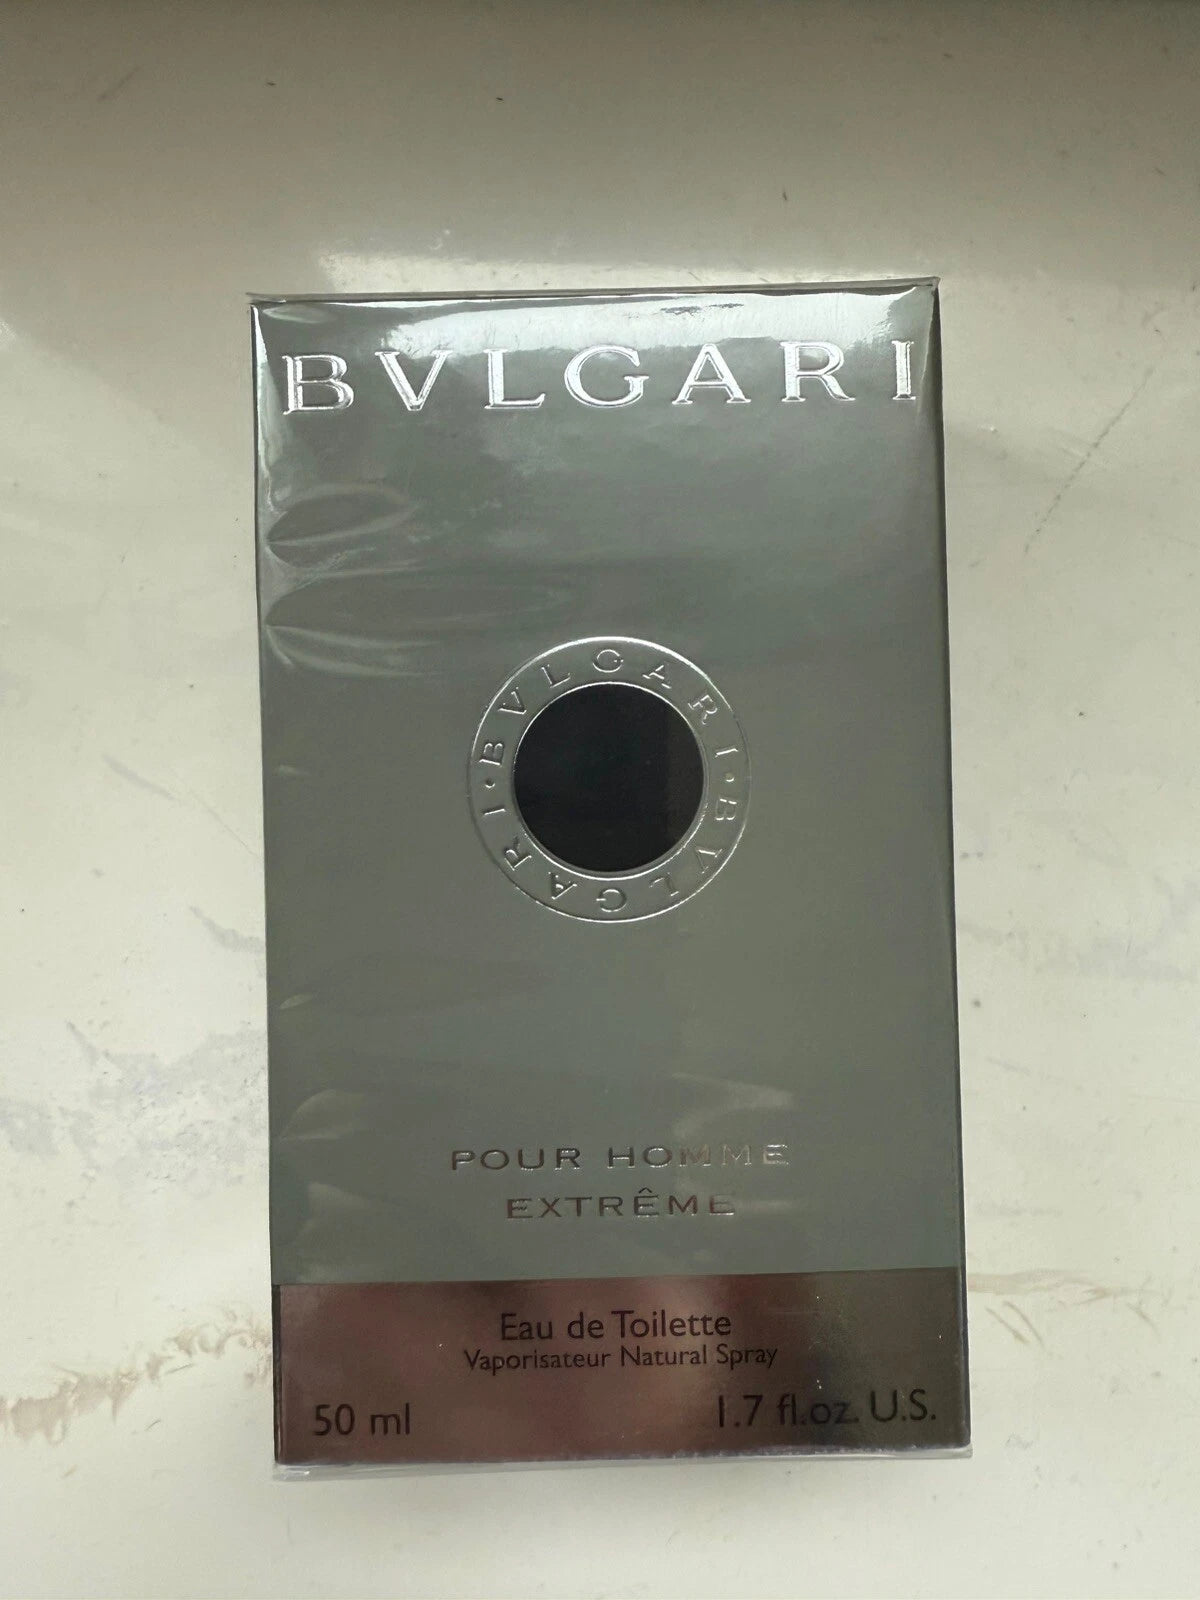 BVLGARI
BVLGARI · BVLGARI ·
POUR HOMME
EXTRÊME
Eau de Toilette
Vaporisateur Natural Spray
50 ml 1.7 fl.oz. U.S.